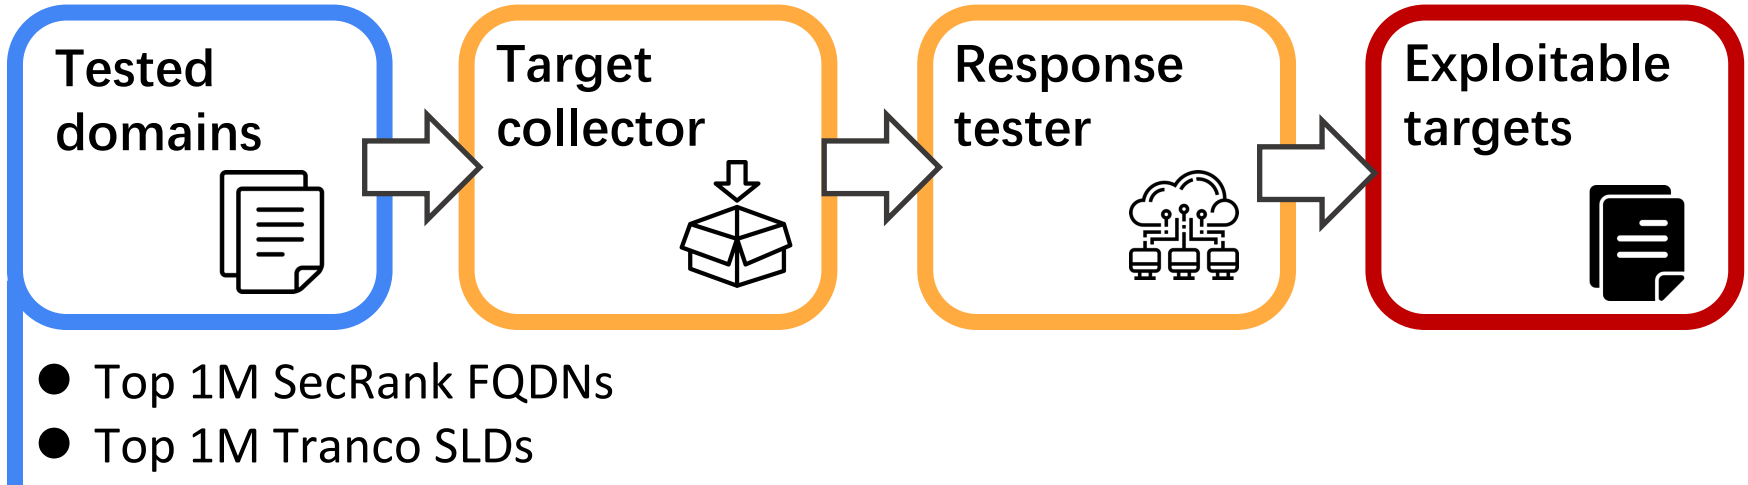 Tested
domains
Target
collector
Response
tester
Exploitable
targets
● Top 1M SecRank FQDNs
● Top 1M Tranco SLDs